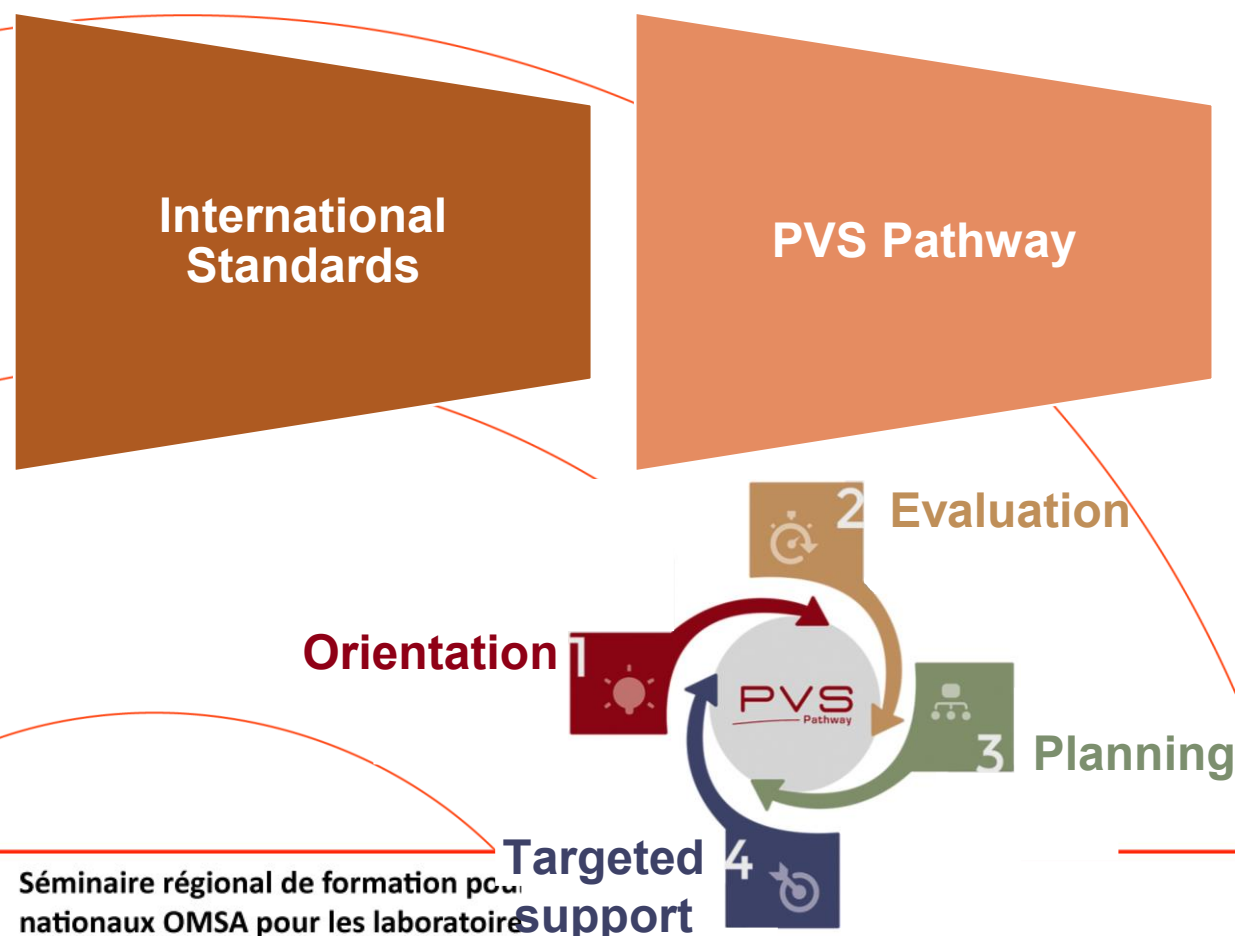 International
Standards
PVS Pathway
2
Evaluation
Orientation
1
PVS
Pathway
3
Planning
Targeted
support
4
Séminaire régional de formation
nationaux OMSA pour les